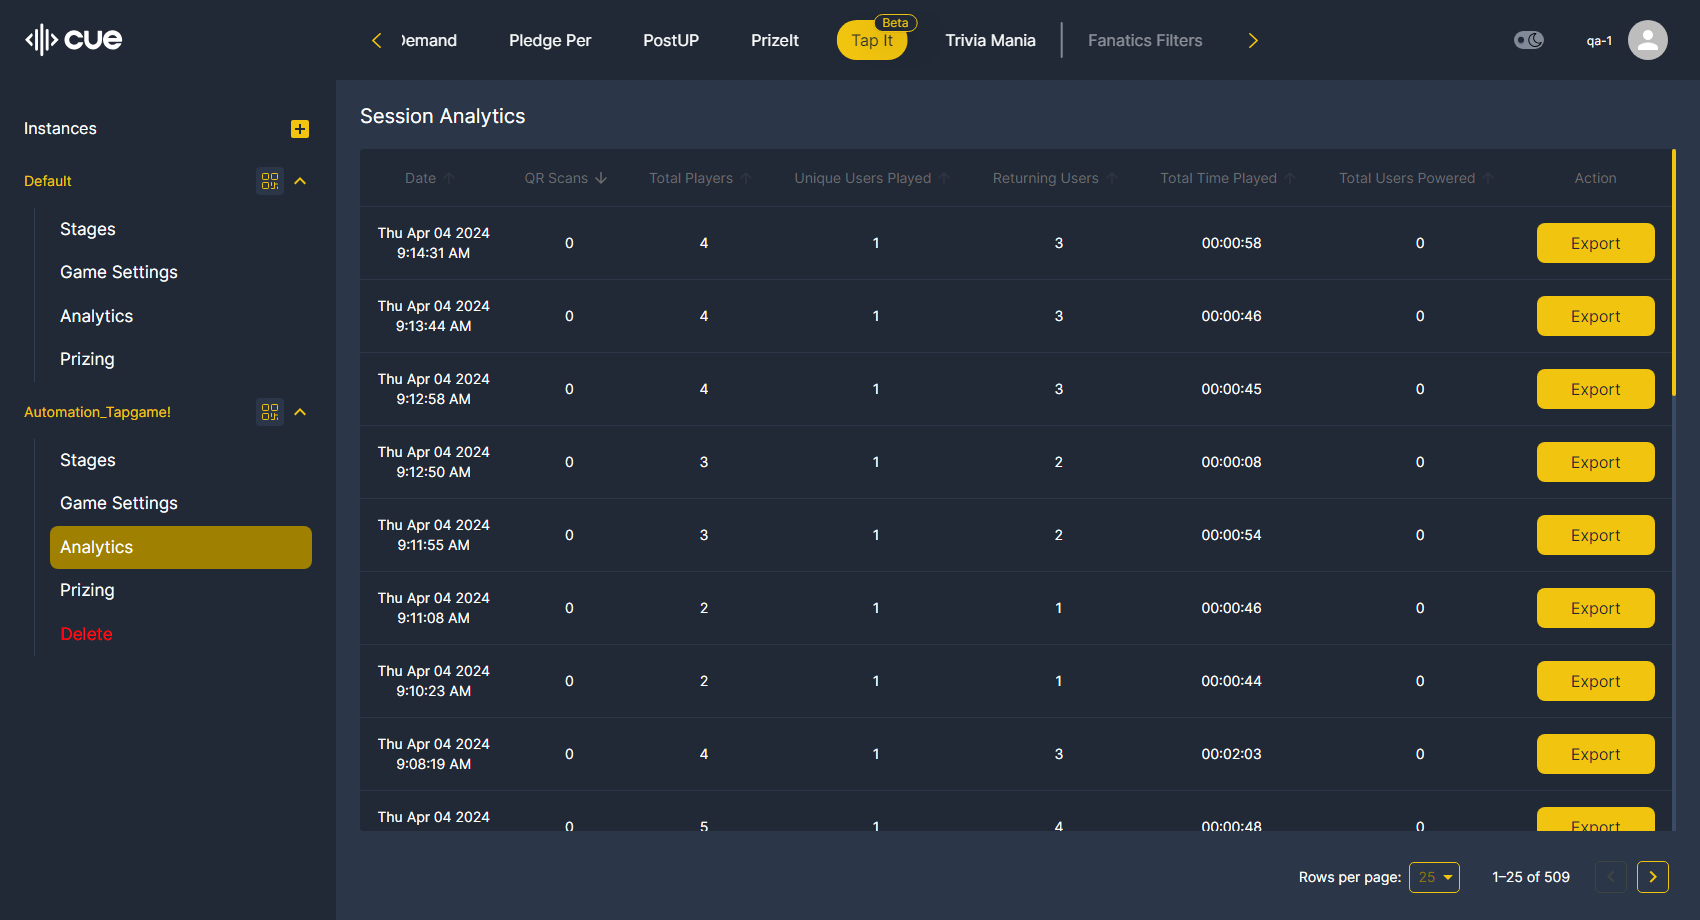 cue
Demand
Pledge Per
PostUP
PrizeIt
Tap It
Beta
Trivia Mania
Fanatics Filters
qa-1
Instances
Default
Stages
Game Settings
Analytics
Prizing
Automation_Tapgame!
Stages
Game Settings
Analytics
Prizing
Delete
Session Analytics
Date QR Scans Total Players Unique Users Played Returning Users Total Time Played Total Users Powered Action
Thu Apr 04 2024
9:14:31 AM 0 4 1 3 00:00:58 0 Export
Thu Apr 04 2024
9:13:44 AM 0 4 1 3 00:00:46 0 Export
Thu Apr 04 2024
9:12:58 AM 0 4 1 3 00:00:45 0 Export
Thu Apr 04 2024
9:12:50 AM 0 3 1 2 00:00:08 0 Export
Thu Apr 04 2024
9:11:55 AM 0 3 1 2 00:00:54 0 Export
Thu Apr 04 2024
9:11:08 AM 0 2 1 1 00:00:46 0 Export
Thu Apr 04 2024
9:10:23 AM 0 2 1 1 00:00:44 0 Export
Thu Apr 04 2024
9:08:19 AM 0 4 1 3 00:02:03 0 Export
Thu Apr 04 2024
0 5 1 4 00:00:48 0 Export
Rows per page: 25 1–25 of 509